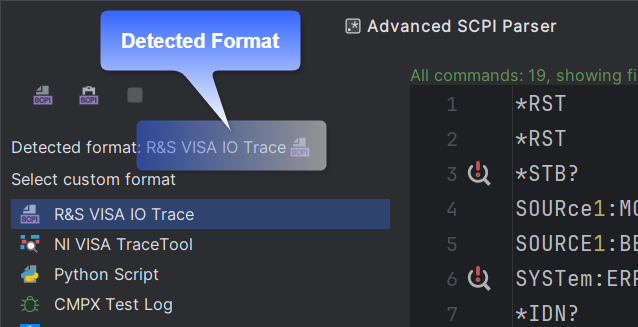 Advanced SCPI Parser
Detected Format
SCPI
SCPI
All commands: 19, showing fi
Detected format: R&S VISA IO Trace
SCPI
Select custom format
SCPI
R&S VISA IO Trace
NI VISA TraceTool
Python Script
CMPX Test Log
1 *RST
2 *RST
3 *STB?
4 SOURce1:MO
5 SOURCE1:BE
6 SYSTem:ERR
7 *IDN?